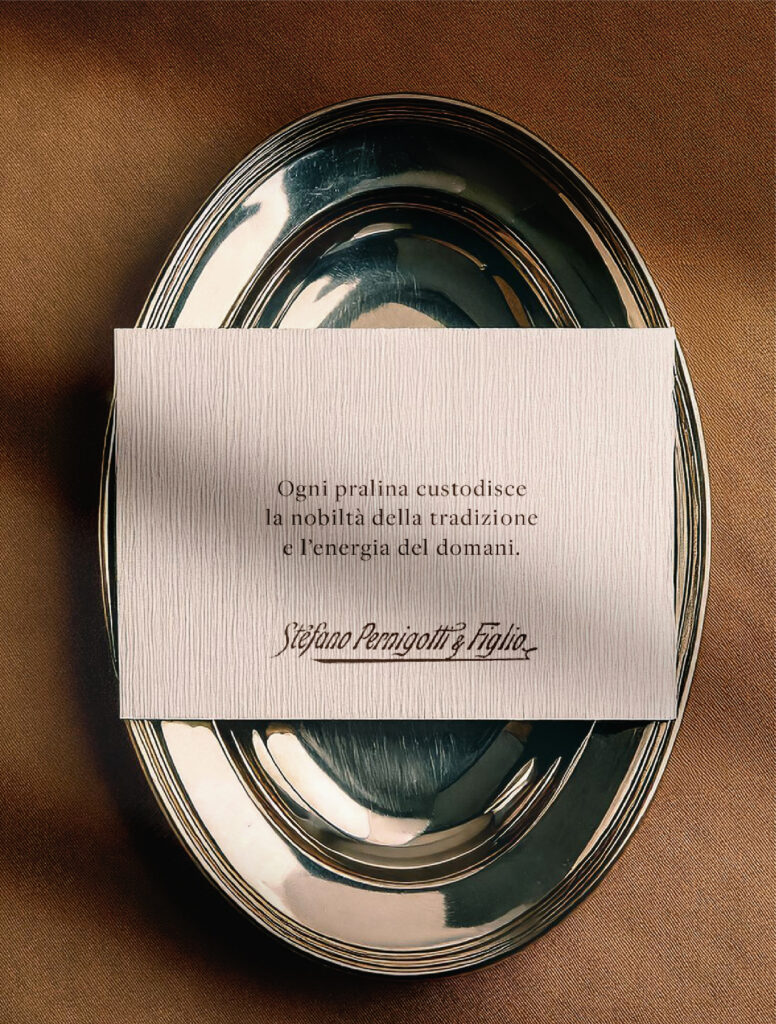 Ogni pralina custodisce
la nobiltà della tradizione
e l'energia del domani.
Stefano Pernigotti & Figlio